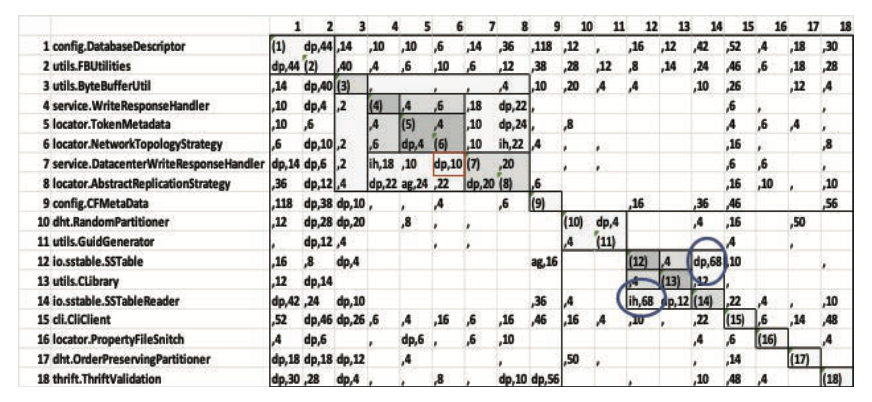 1 2 3 4 5 6 7 8 9 10 11 12 13 14 15 16 17 18
1 config.DatabaseDescriptor (1) dp,44 ,14 ,10 ,10 ,6 ,14 ,36 ,118 ,12 , ,16 ,12 ,42 ,52 ,4 ,18 ,30
2 utils.FBUtilities dp,44 (2) ,40 ,4 ,6 ,10 ,6 ,12 ,38 ,28 ,12 ,8 ,14 ,24 ,46 ,6 ,18 ,28
3 utils.ByteBufferUtil ,14 dp,40 (3) , , , ,4 ,10 ,20 ,4 ,4 ,10 ,26 ,12 ,4
4 service.WriteResponseHandler ,10 dp,4 ,2 (4) ,4 ,6 ,18 dp,22 , ,6 , ,
5 locator.TokenMetadata ,10 ,6 ,4 (5) ,4 ,10 dp,24 , ,8 ,4 ,6 ,4 ,
6 locator.NetworkTopologyStrategy ,6 dp,10 ,2 ,6 dp,4 (6) ,10 ih,22 ,4 , , ,16 , ,8
7 service.DatacenterWriteResponseHandler dp,14 dp,6 ,2 ih,18 ,10 dp,10 (7) ,20 , , ,6 ,6
8 locator.AbstractReplicationStrategy ,36 dp,12 ,4 dp,22 ag,24 ,22 dp,20 (8) ,6 ,16 ,10 , ,10
9 config.CFMetaData ,118 dp,38 dp,10 , , ,4 ,6 (9) ,16 ,36 ,46 ,56
10 dht.RandomPartitioner ,12 dp,28 dp,20 ,8 , , (10) dp,4 ,4 ,16 ,50
11 utils.GuidGenerator , dp,12 ,4 , , ,4 (11) ,4 ,
12 io.sstable.SSTable ,16 ,8 dp,4 ag,16 (12) ,4 dp,68 ,10 ,
13 utils.CLibrary ,12 dp,14 ,4 (13) ,12 ,
14 io.sstable.SSTableReader dp,42 ,24 dp,10 ,36 ,4 ih,68 dp,12 (14) ,22 ,4 , ,10
15 cli.CliClient ,52 dp,46 dp,26 ,6 ,4 ,16 ,6 ,16 ,46 ,16 ,4 ,10 , ,22 (15) ,6 ,14 ,48
16 locator.PropertyFileSnitch ,4 dp,6 , dp,6 , ,6 ,10 ,4 ,6 (16) ,4
17 dht.OrderPreservingPartitioner dp,18 dp,18 dp,12 ,4 , ,50 , , ,14 (17)
18 thrift.ThriftValidation dp,30 ,28 dp,4 , , ,8 , dp,10 dp,56 , ,10 ,48 ,4 (18)